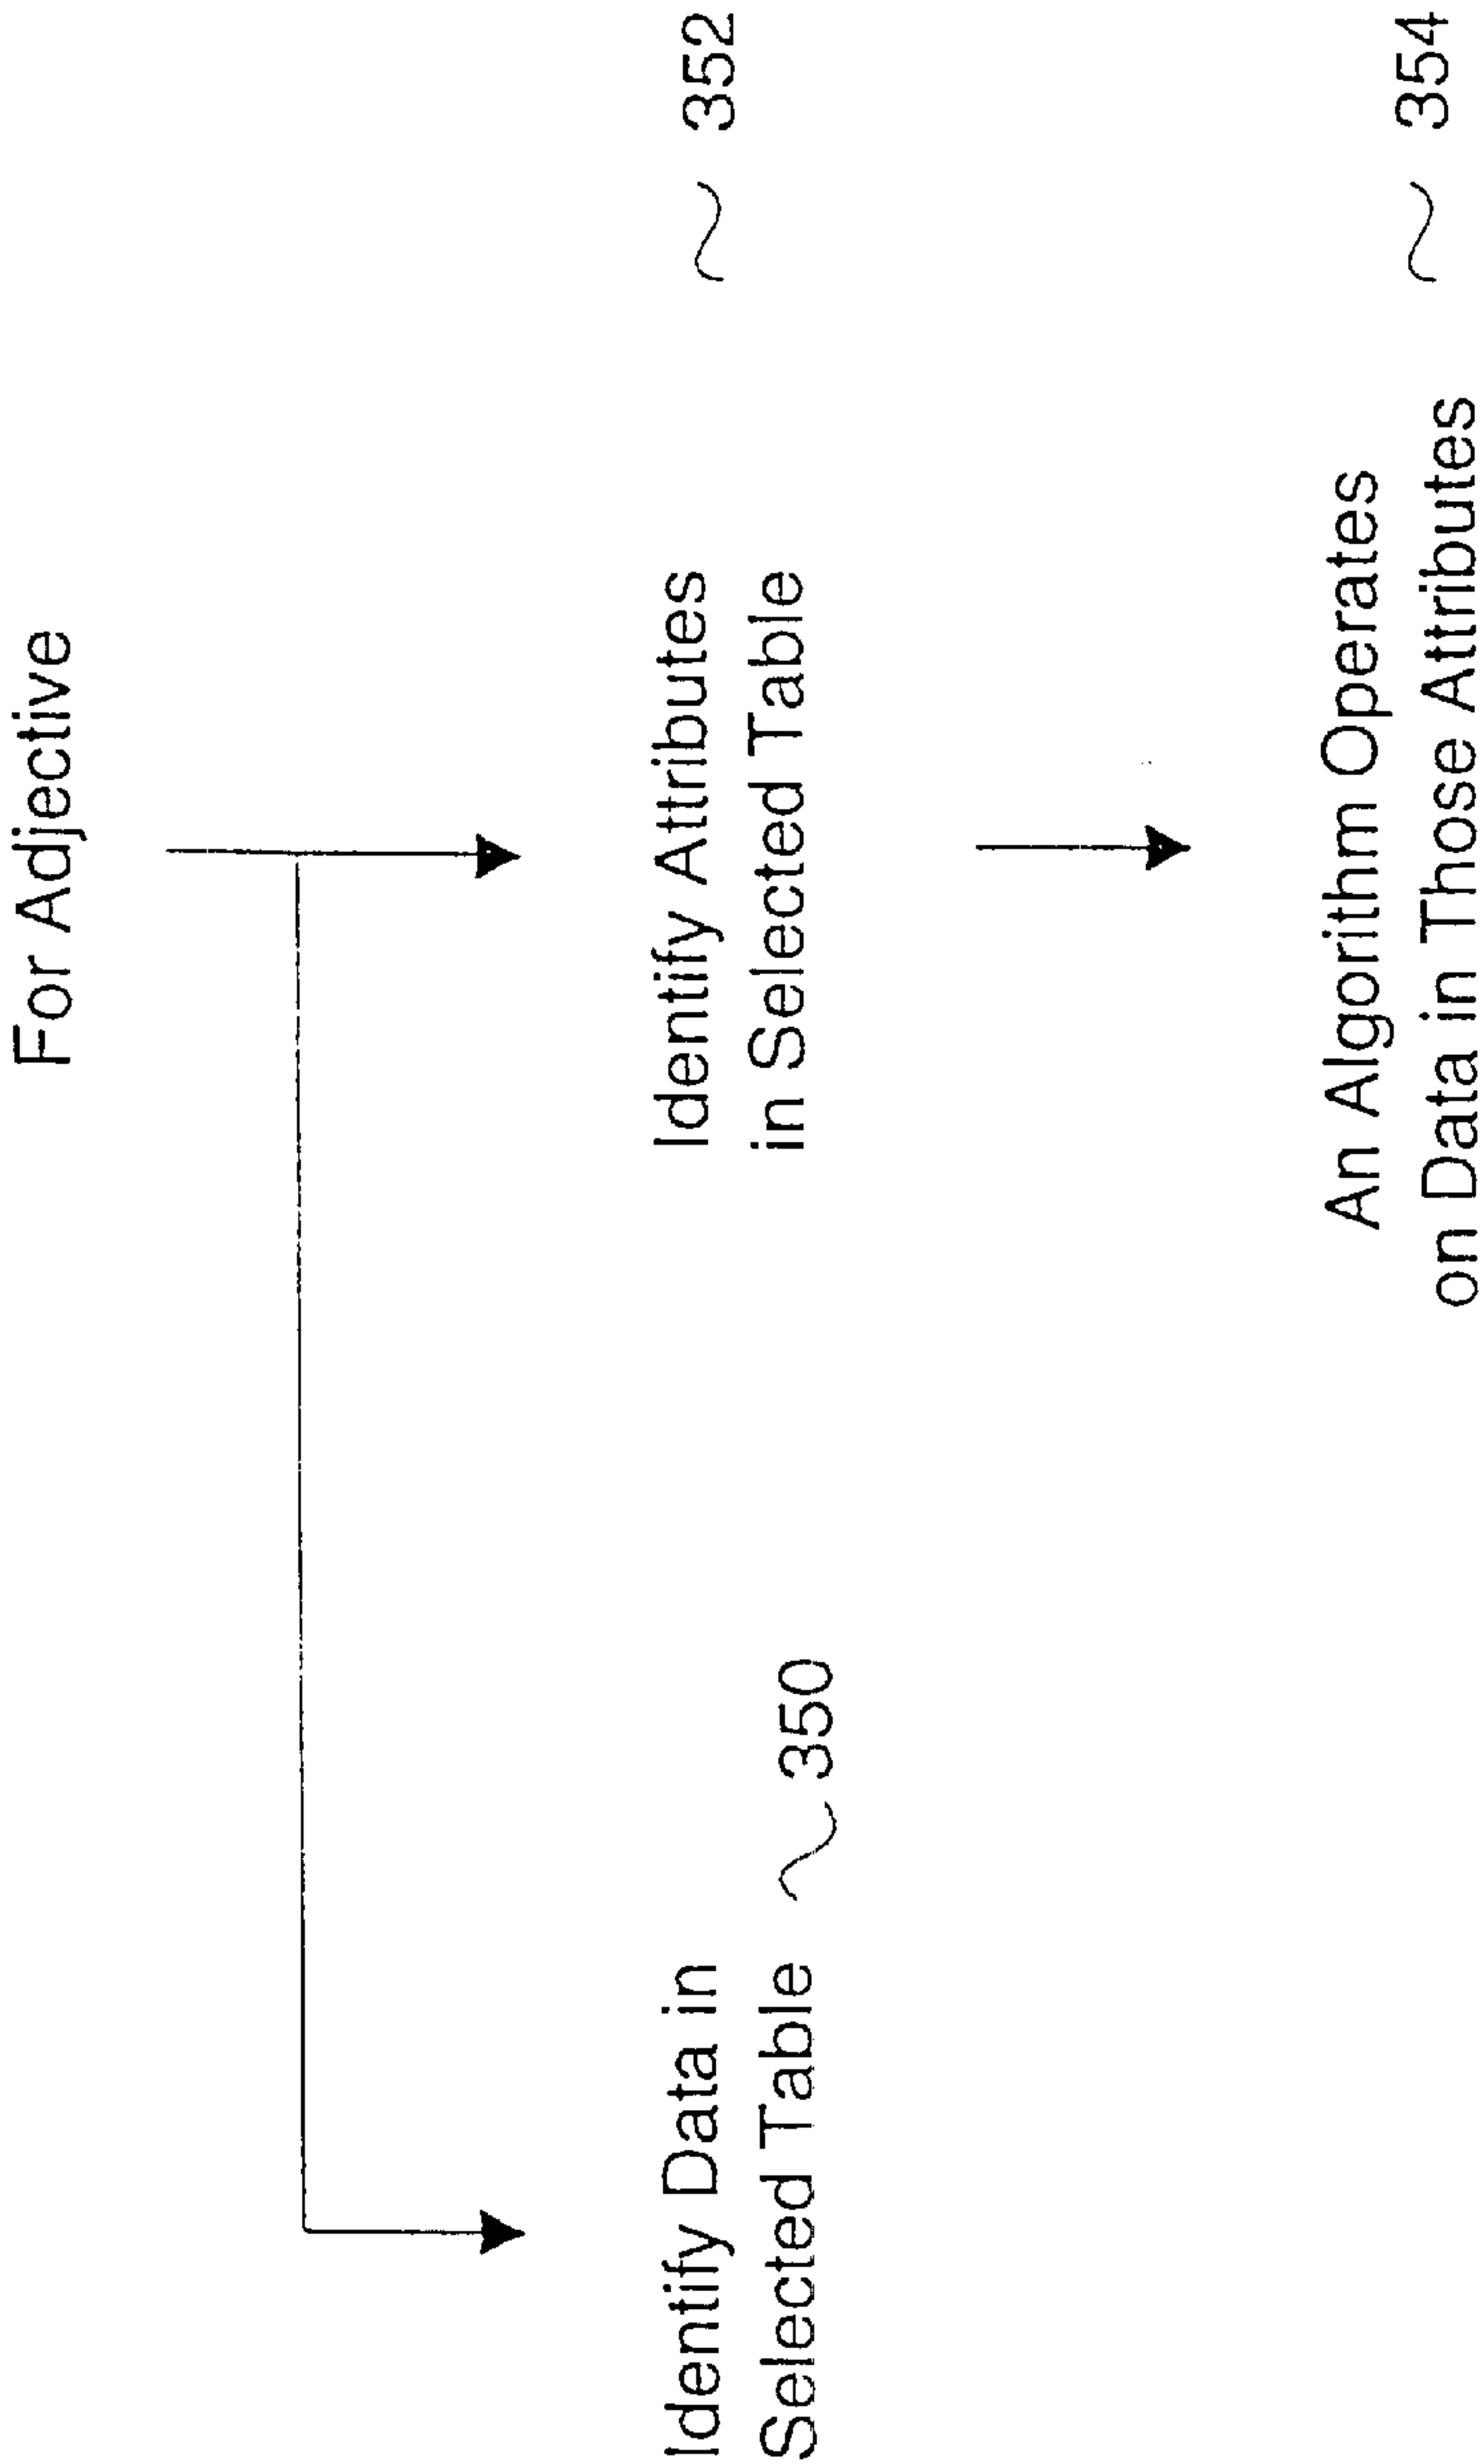 For Adjective
Identify Data in
Selected Table ~ 350
Identify Attributes
in Selected Table
~ 352
An Algorithm Operates
on Data in Those Attributes
~ 354